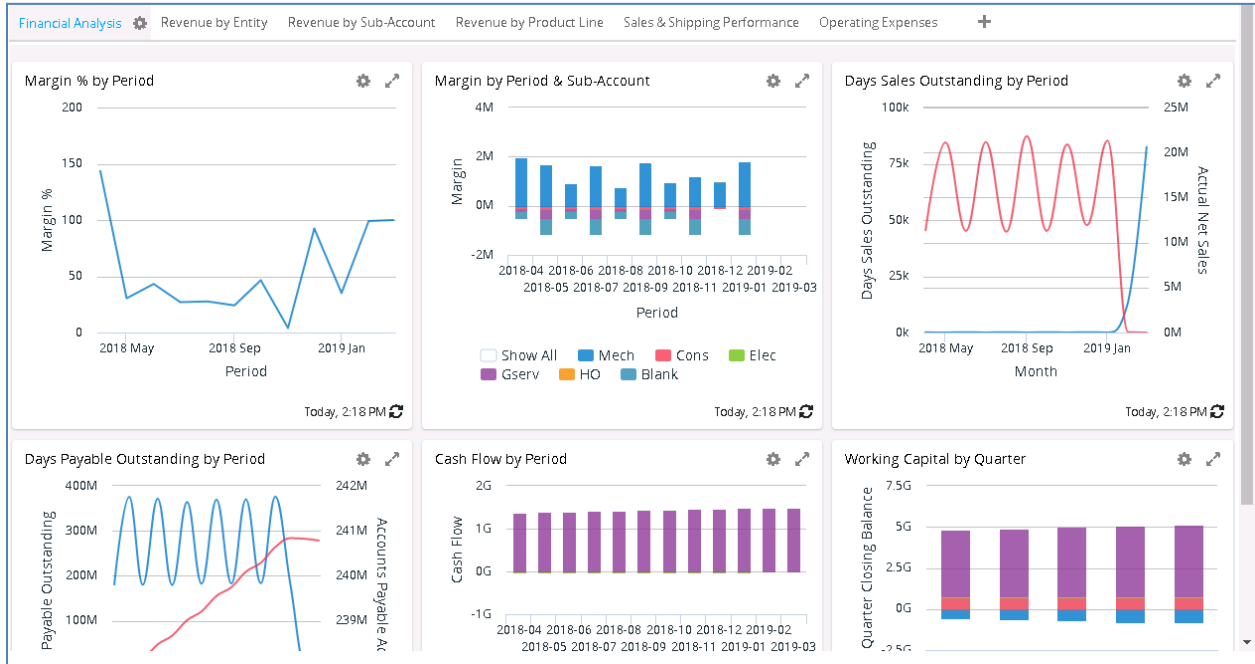 Financial Analysis Revenue by Entity Revenue by Sub-Account Revenue by Product Line Sales & Shipping Performance Operating Expenses +
Margin % by Period
200
150
100
50
0
Margin %
2018 May 2018 Sep 2019 Jan
Period
Today, 2:18 PM
Margin by Period & Sub-Account
4M
2M
0M
-2M
Margin
2018-04 2018-06 2018-08 2018-10 2018-12 2019-02
2018-05 2018-07 2018-09 2018-11 2019-01 2019-03
Period
Show All Mech Cons Elec
Gserv HO Blank
Today, 2:18 PM
Days Sales Outstanding by Period
100k
75k
50k
25k
0k
Days Sales Outstanding
25M
20M
15M
10M
5M
0M
Actual Net Sales
2018 May 2018 Sep 2019 Jan
Month
Today, 2:18 PM
Days Payable Outstanding by Period
400M
300M
200M
100M
Payable Outstanding
242M
241M
240M
239M
Accounts Payable Ac
Cash Flow by Period
2G
1G
0G
-1G
Cash Flow
2018-04 2018-06 2018-08 2018-10 2018-12 2019-02
2018-05 2018-07 2018-09 2018-11 2019-01 2019-03
Working Capital by Quarter
7.5G
5G
2.5G
0G
-2.5G
Quarter Closing Balance